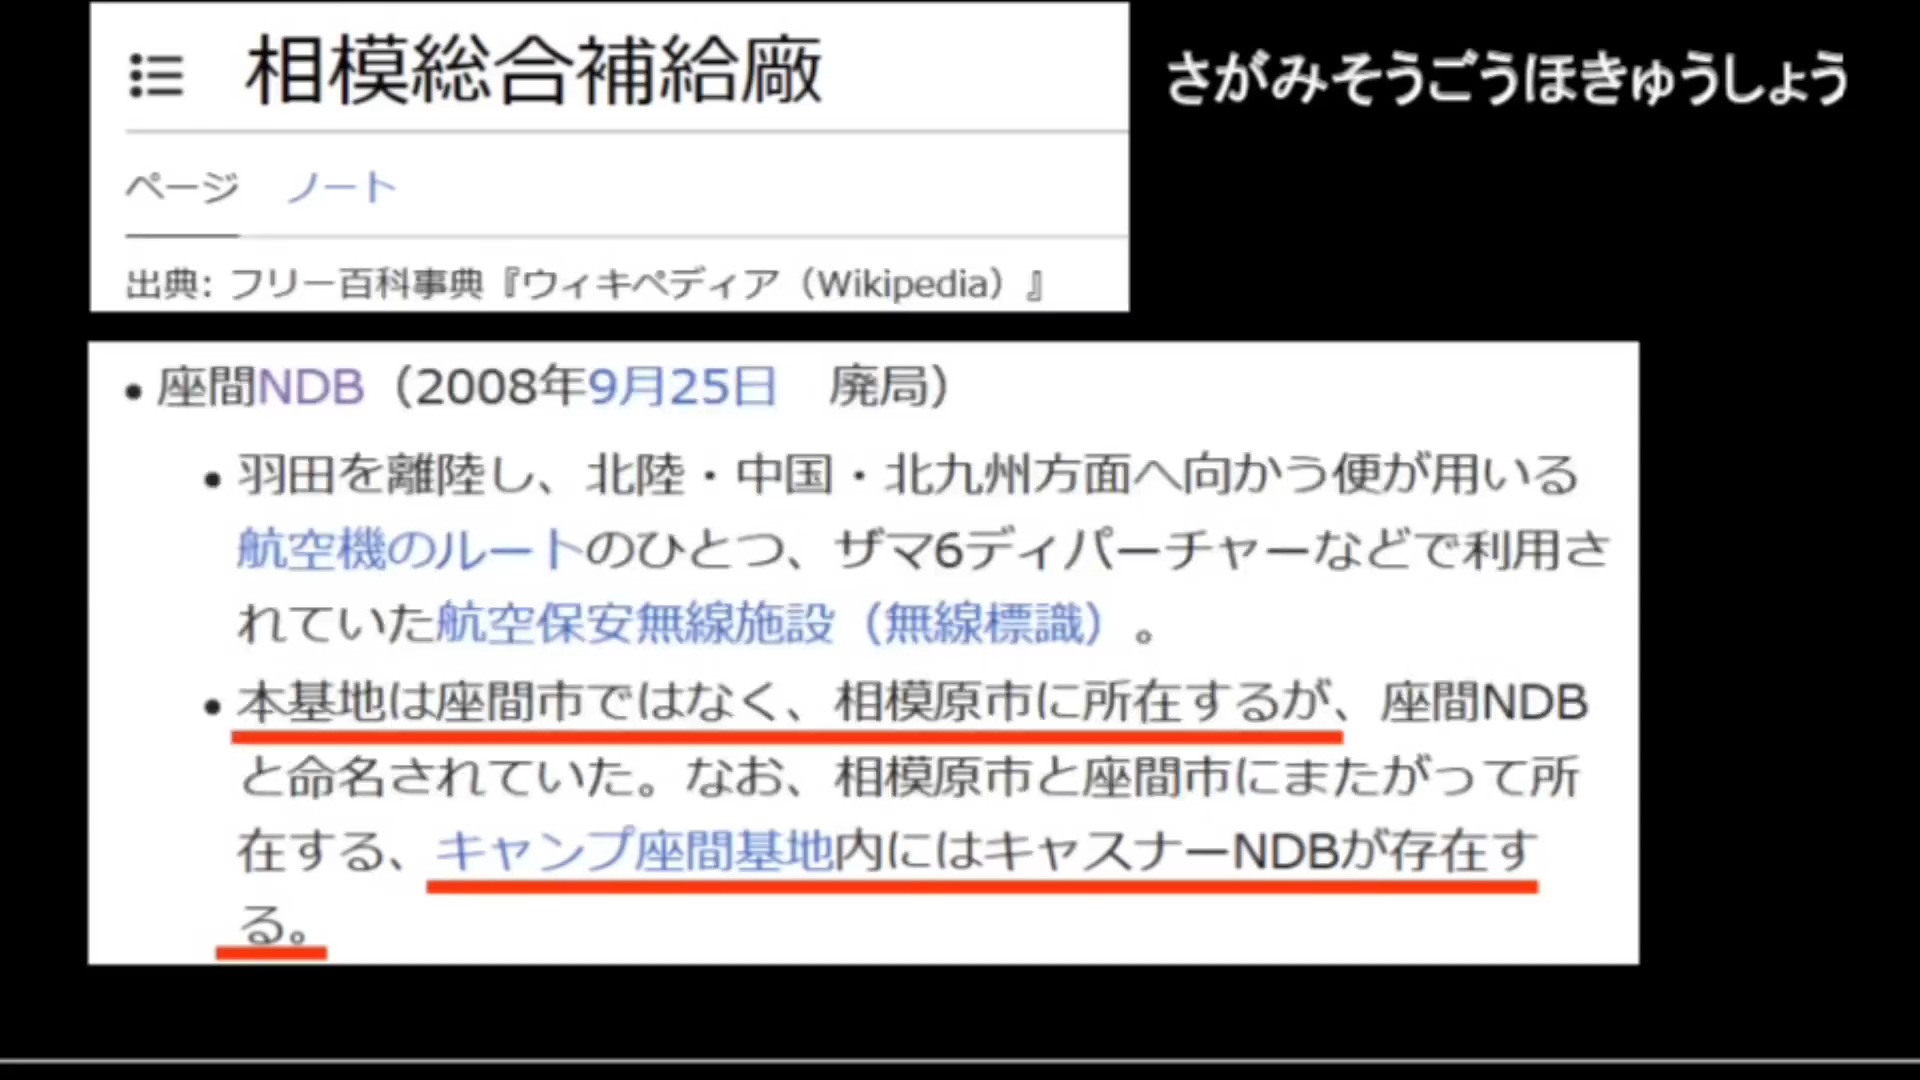 相模総合補給廠
さがみそうごうほきゅうしょう
ページ ノート
出典: フリー百科事典『ウィキペディア（Wikipedia）』
座間NDB（2008年9月25日 廃局）
羽田を離陸し、北陸・中国・北九州方面へ向かう便が用いる
航空機のルートのひとつ、ザマ6ディパーチャーなどで利用さ
れていた航空保安無線施設（無線標識）。
本基地は座間市ではなく、相模原市に所在するが、座間NDB
と命名されていた。なお、相模原市と座間市にまたがって所
在する、キャンプ座間基地内にはキャスナーNDBが存在す
る。